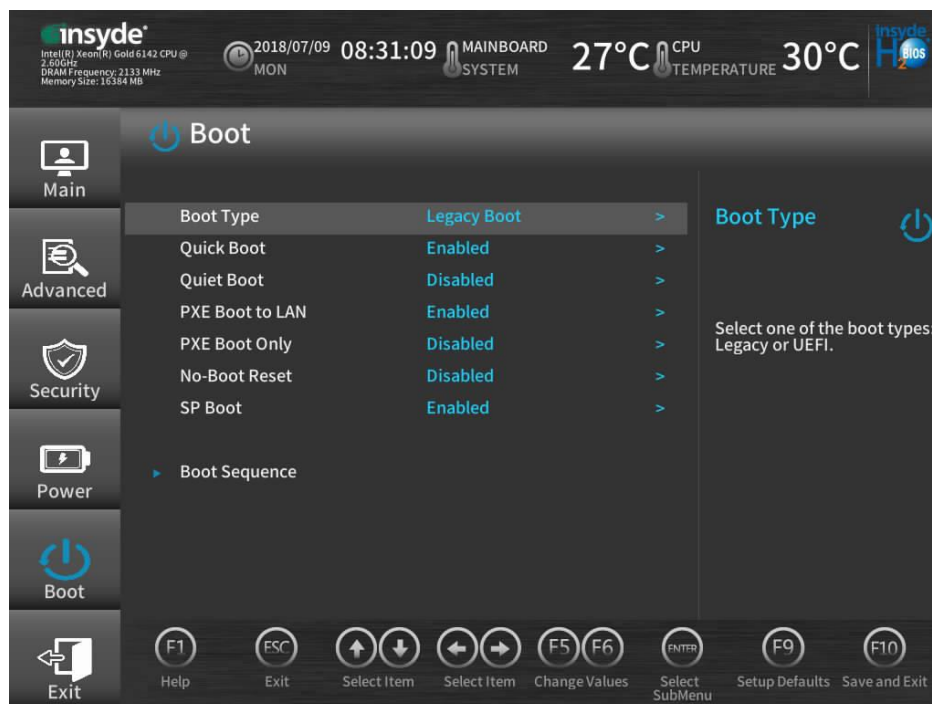 insyde®
Intel(R) Xeon(R) Gold 6142 CPU @
2.60GHz
DRAM Frequency: 2133 MHz
Memory Size: 16384 MB
2018/07/09
MON
08:31:09
MAINBOARD
SYSTEM
27°C
CPU
TEMPERATURE
30°C
insyde
H2BIOS
Boot
Main
Advanced
Security
Power
Boot
Exit
Boot Type Legacy Boot >
Quick Boot Enabled >
Quiet Boot Disabled >
PXE Boot to LAN Enabled >
PXE Boot Only Disabled >
No-Boot Reset Disabled >
SP Boot Enabled >
Boot Sequence
Boot Type
Select one of the boot types:
Legacy or UEFI.
F1 Help
ESC Exit
Select Item
Select Item
F5 F6 Change Values
ENTER Select
SubMenu
F9 Setup Defaults
F10 Save and Exit